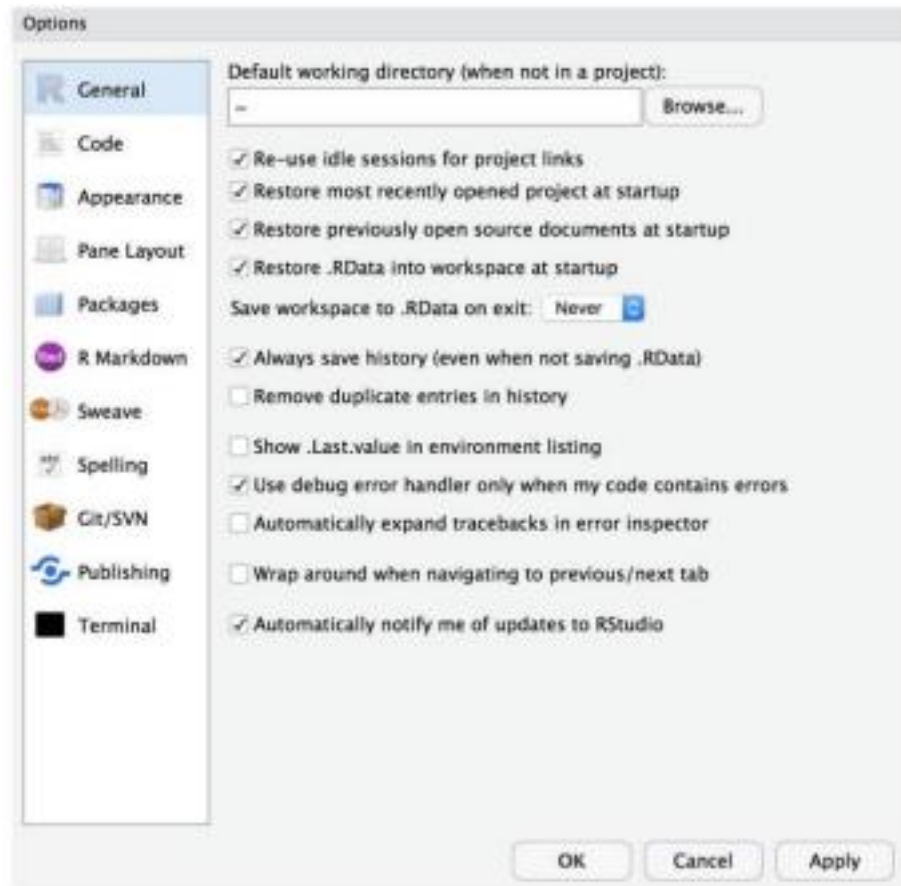 Options
General
Code
Appearance
Pane Layout
Packages
R Markdown
Sweave
Spelling
Git/SVN
Publishing
Terminal
Default working directory (when not in a project):
~
Browse...
Re-use idle sessions for project links
Restore most recently opened project at startup
Restore previously open source documents at startup
Restore .RData into workspace at startup
Save workspace to .RData on exit: Never
Always save history (even when not saving .RData)
Remove duplicate entries in history
Show .Last.value in environment listing
Use debug error handler only when my code contains errors
Automatically expand tracebacks in error inspector
Wrap around when navigating to previous/next tab
Automatically notify me of updates to RStudio
OK Cancel Apply